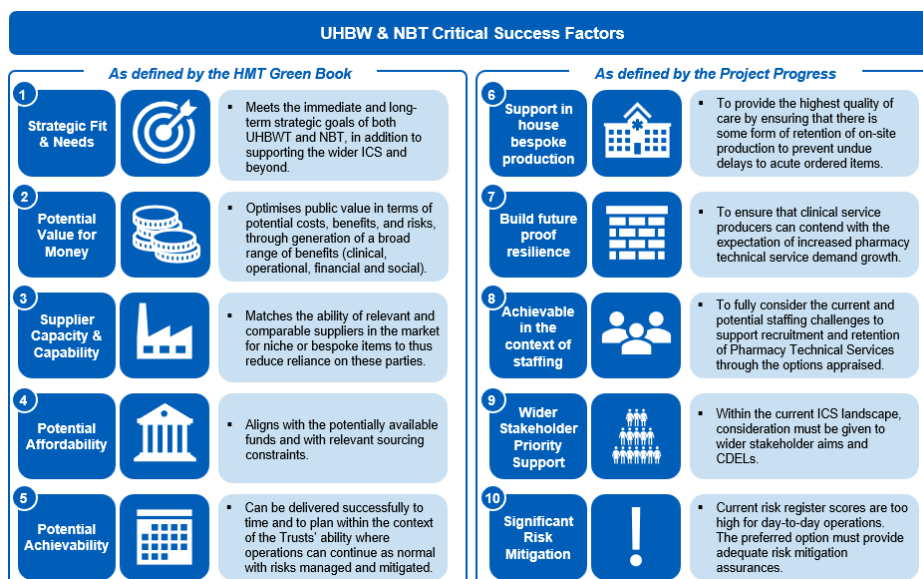 UHBW & NBT Critical Success Factors
As defined by the HMT Green Book
1
Strategic Fit
& Needs
▪ Meets the immediate and long-
term strategic goals of both
UHBWT and NBT, in addition to
supporting the wider ICS and
beyond.
2
Potential
Value for
Money
▪ Optimises public value in terms of
potential costs, benefits, and risks,
through generation of a broad
range of benefits (clinical,
operational, financial and social).
3
Supplier
Capacity &
Capability
▪ Matches the ability of relevant and
comparable suppliers in the market
for niche or bespoke items to thus
reduce reliance on these parties.
4
Potential
Affordability
▪ Aligns with the potentially available
funds and with relevant sourcing
constraints.
5
Potential
Achievability
▪ Can be delivered successfully to
time and to plan within the context
of the Trusts’ ability where
operations can continue as normal
with risks managed and mitigated.
As defined by the Project Progress
6
Support in
house
bespoke
production
▪ To provide the highest quality of
care by ensuring that there is
some form of retention of on-site
production to prevent undue
delays to acute ordered items.
7
Build future
proof
resilience
▪ To ensure that clinical service
producers can contend with the
expectation of increased pharmacy
technical service demand growth.
8
Achievable
in the
context of
staffing
▪ To fully consider the current and
potential staffing challenges to
support recruitment and retention
of Pharmacy Technical Services
through the options appraised.
9
Wider
Stakeholder
Priority
Support
▪ Within the current ICS landscape,
consideration must be given to
wider stakeholder aims and
CDELs.
10
Significant
Risk
Mitigation
▪ Current risk register scores are too
high for day-to-day operations.
The preferred option must provide
adequate risk mitigation
assurances.